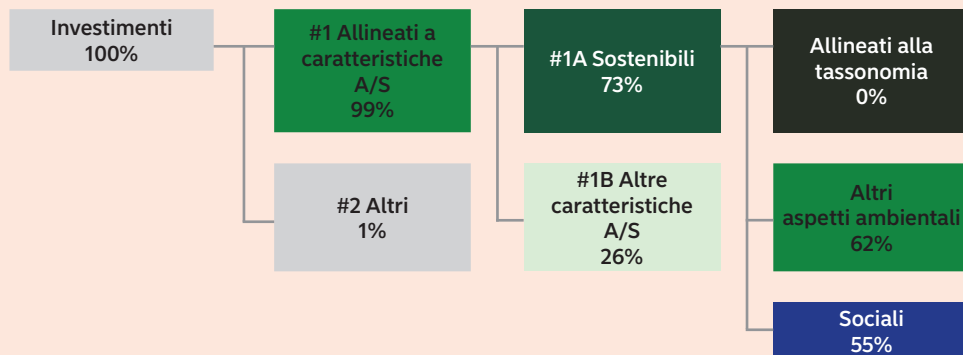 Investimenti
100%
#1 Allineati a
caratteristiche
A/S
99%
#2 Altri
1%
#1A Sostenibili
73%
#1B Altre
caratteristiche
A/S
26%
Allineati alla
tassonomia
0%
Altri
aspetti ambientali
62%
Sociali
55%